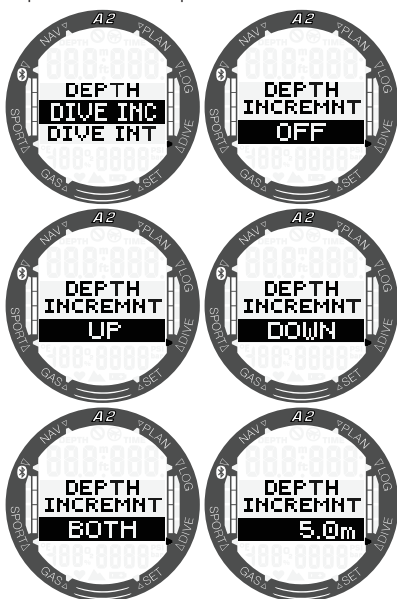 A2
NAV▽ ▽PLAN
▽LOG
DEPTH
DIVE INC
DIVE INT
SPORT△ △DIVE
GAS△ △SET
A2
NAV▽ ▽PLAN
▽LOG
DEPTH
INCREMNT
OFF
SPORT△ △DIVE
GAS△ △SET
A2
NAV▽ ▽PLAN
▽LOG
DEPTH
INCREMNT
UP
SPORT△ △DIVE
GAS△ △SET
A2
NAV▽ ▽PLAN
▽LOG
DEPTH
INCREMNT
DOWN
SPORT△ △DIVE
GAS△ △SET
A2
NAV▽ ▽PLAN
▽LOG
DEPTH
INCREMNT
BOTH
SPORT△ △DIVE
GAS△ △SET
A2
NAV▽ ▽PLAN
▽LOG
DEPTH
INCREMNT
5.0m
SPORT△ △DIVE
GAS△ △SET